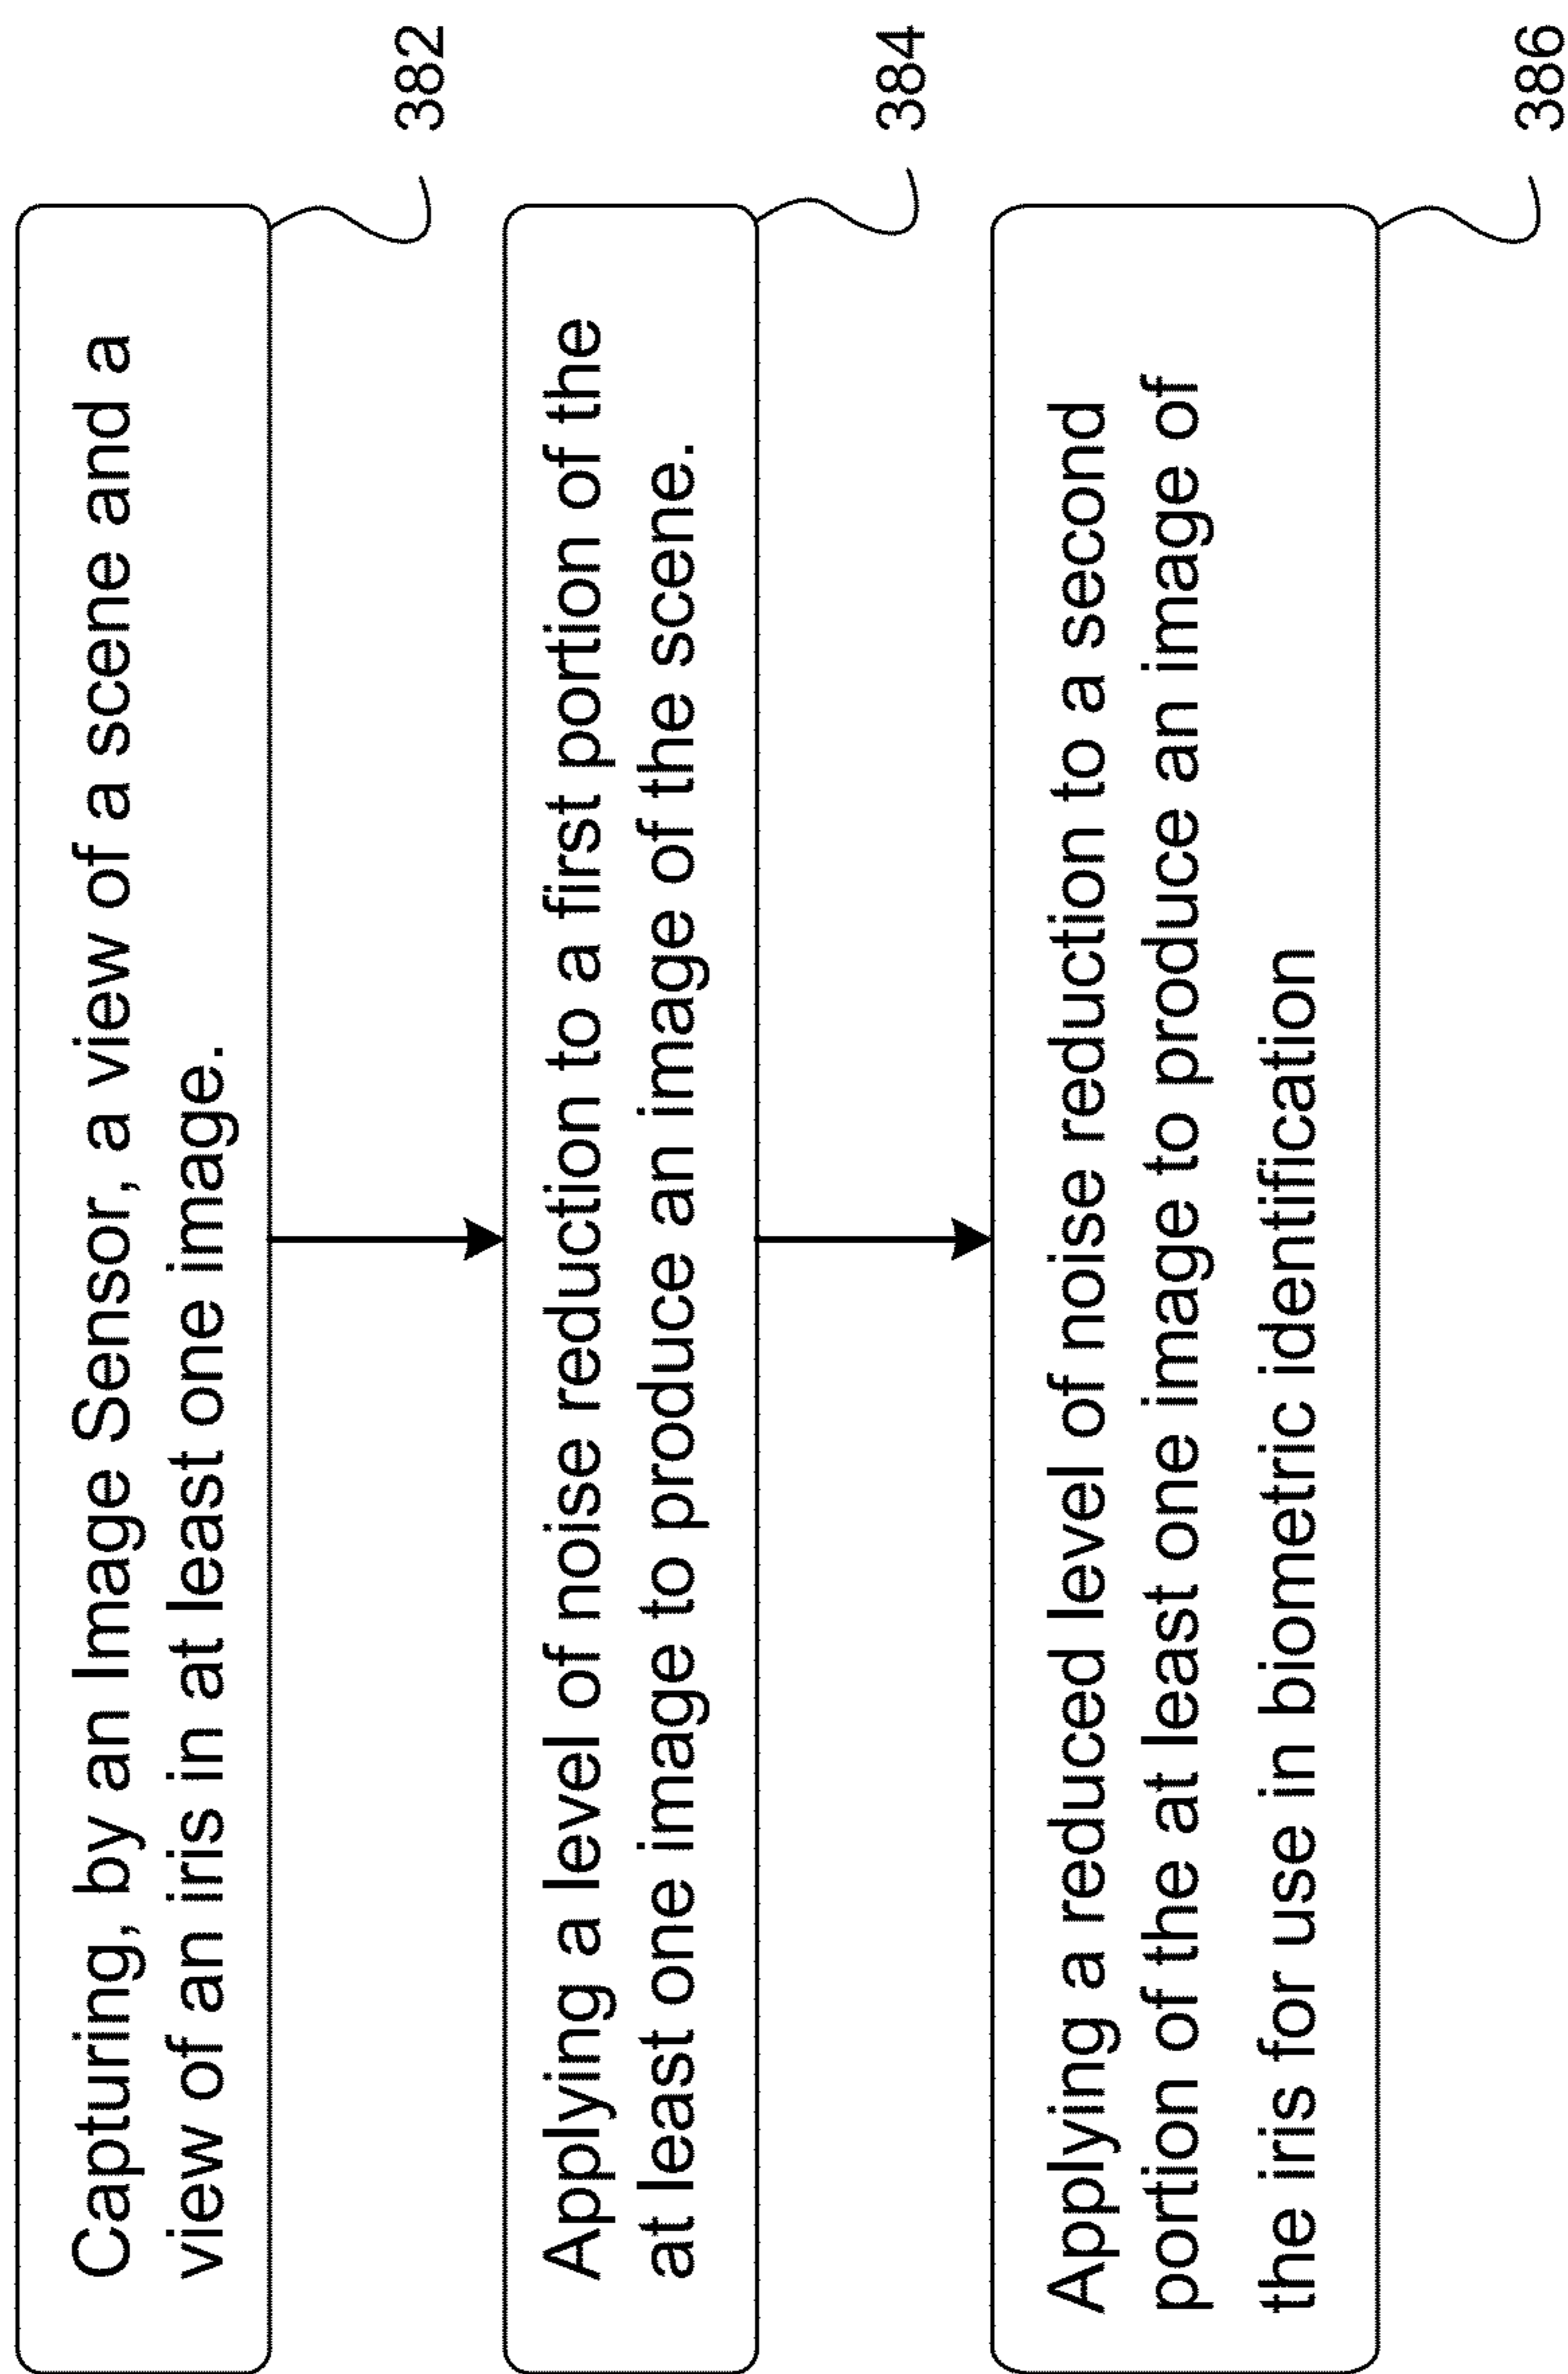 Capturing, by an Image Sensor, a view of a scene and a
view of an iris in at least one image.
382
Applying a level of noise reduction to a first portion of the
at least one image to produce an image of the scene.
384
Applying a reduced level of noise reduction to a second
portion of the at least one image to produce an image of
the iris for use in biometric identification
386